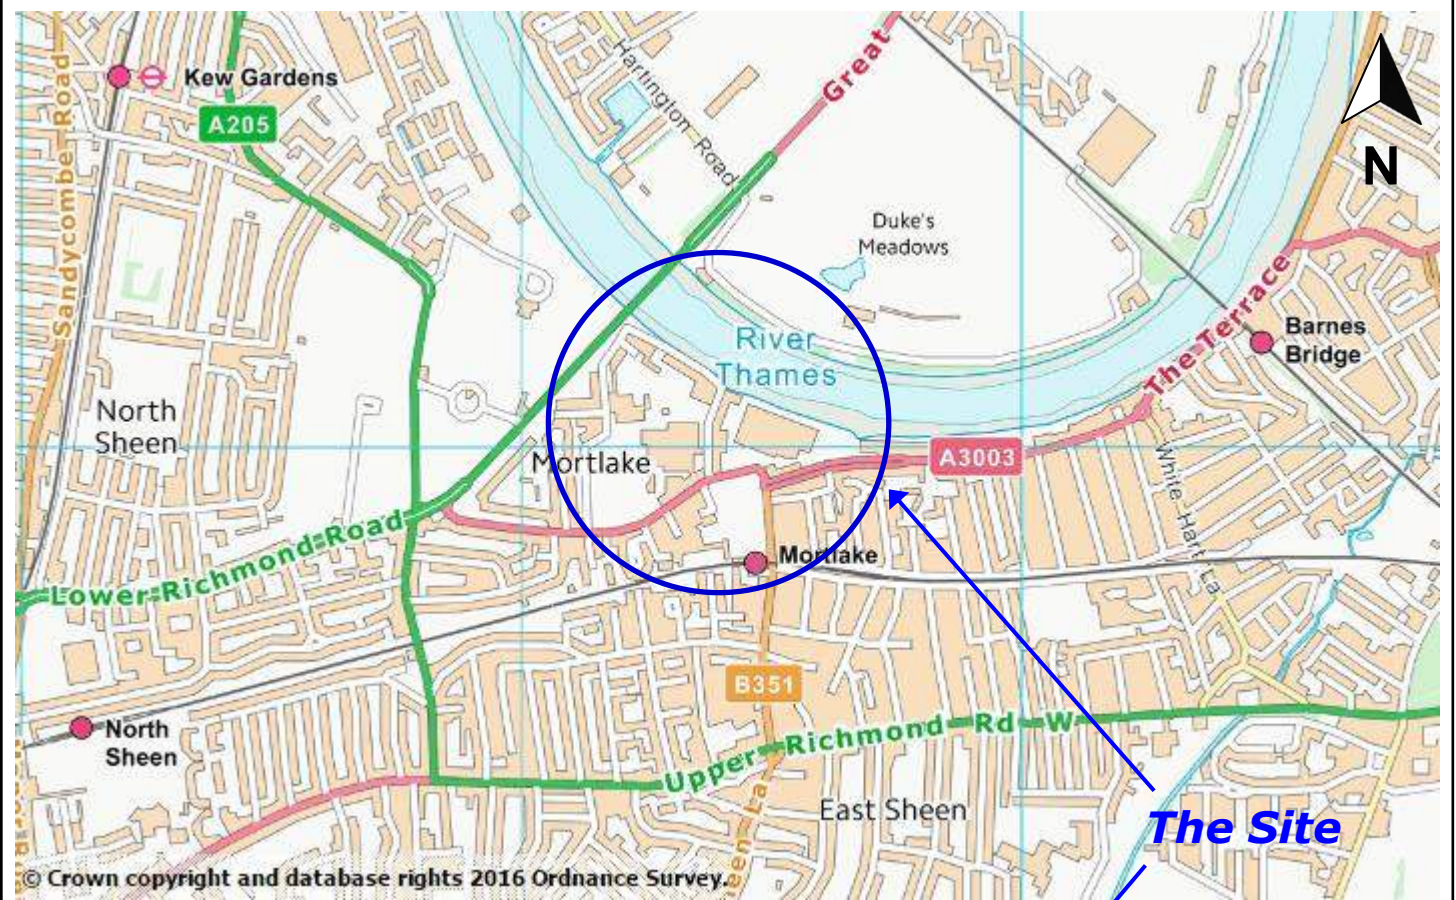 Great
Kew Gardens
A205
Hartington Road
Sandycombe Road
N
Duke's
Meadows
River
Thames
The Terrace
Barnes
Bridge
North
Sheen
Mortlake
A3003
White Hart La
Lower Richmond Road
Mortlake
B351
North
Sheen
Upper Richmond Rd W
East Sheen
The Site
© Crown copyright and database rights 2016 Ordnance Survey.